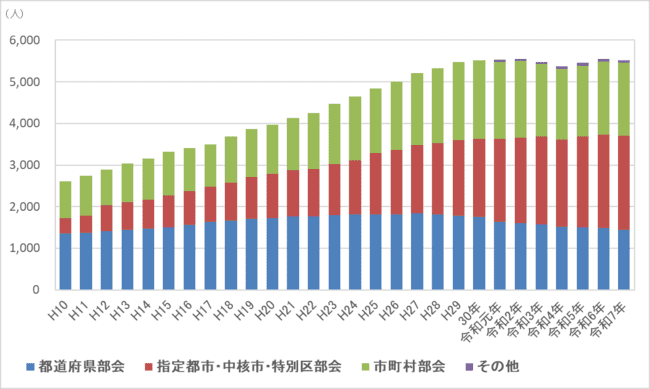 （人）
6,000
5,000
4,000
3,000
2,000
1,000
0
H10 H11 H12 H13 H14 H15 H16 H17 H18 H19 H20 H21 H22 H23 H24 H25 H26 H27 H28 H29 30年 令和元年 令和2年 令和3年 令和4年 令和5年 令和6年 令和7年
都道府県部会 指定都市・中核市・特別区部会 市町村部会 その他